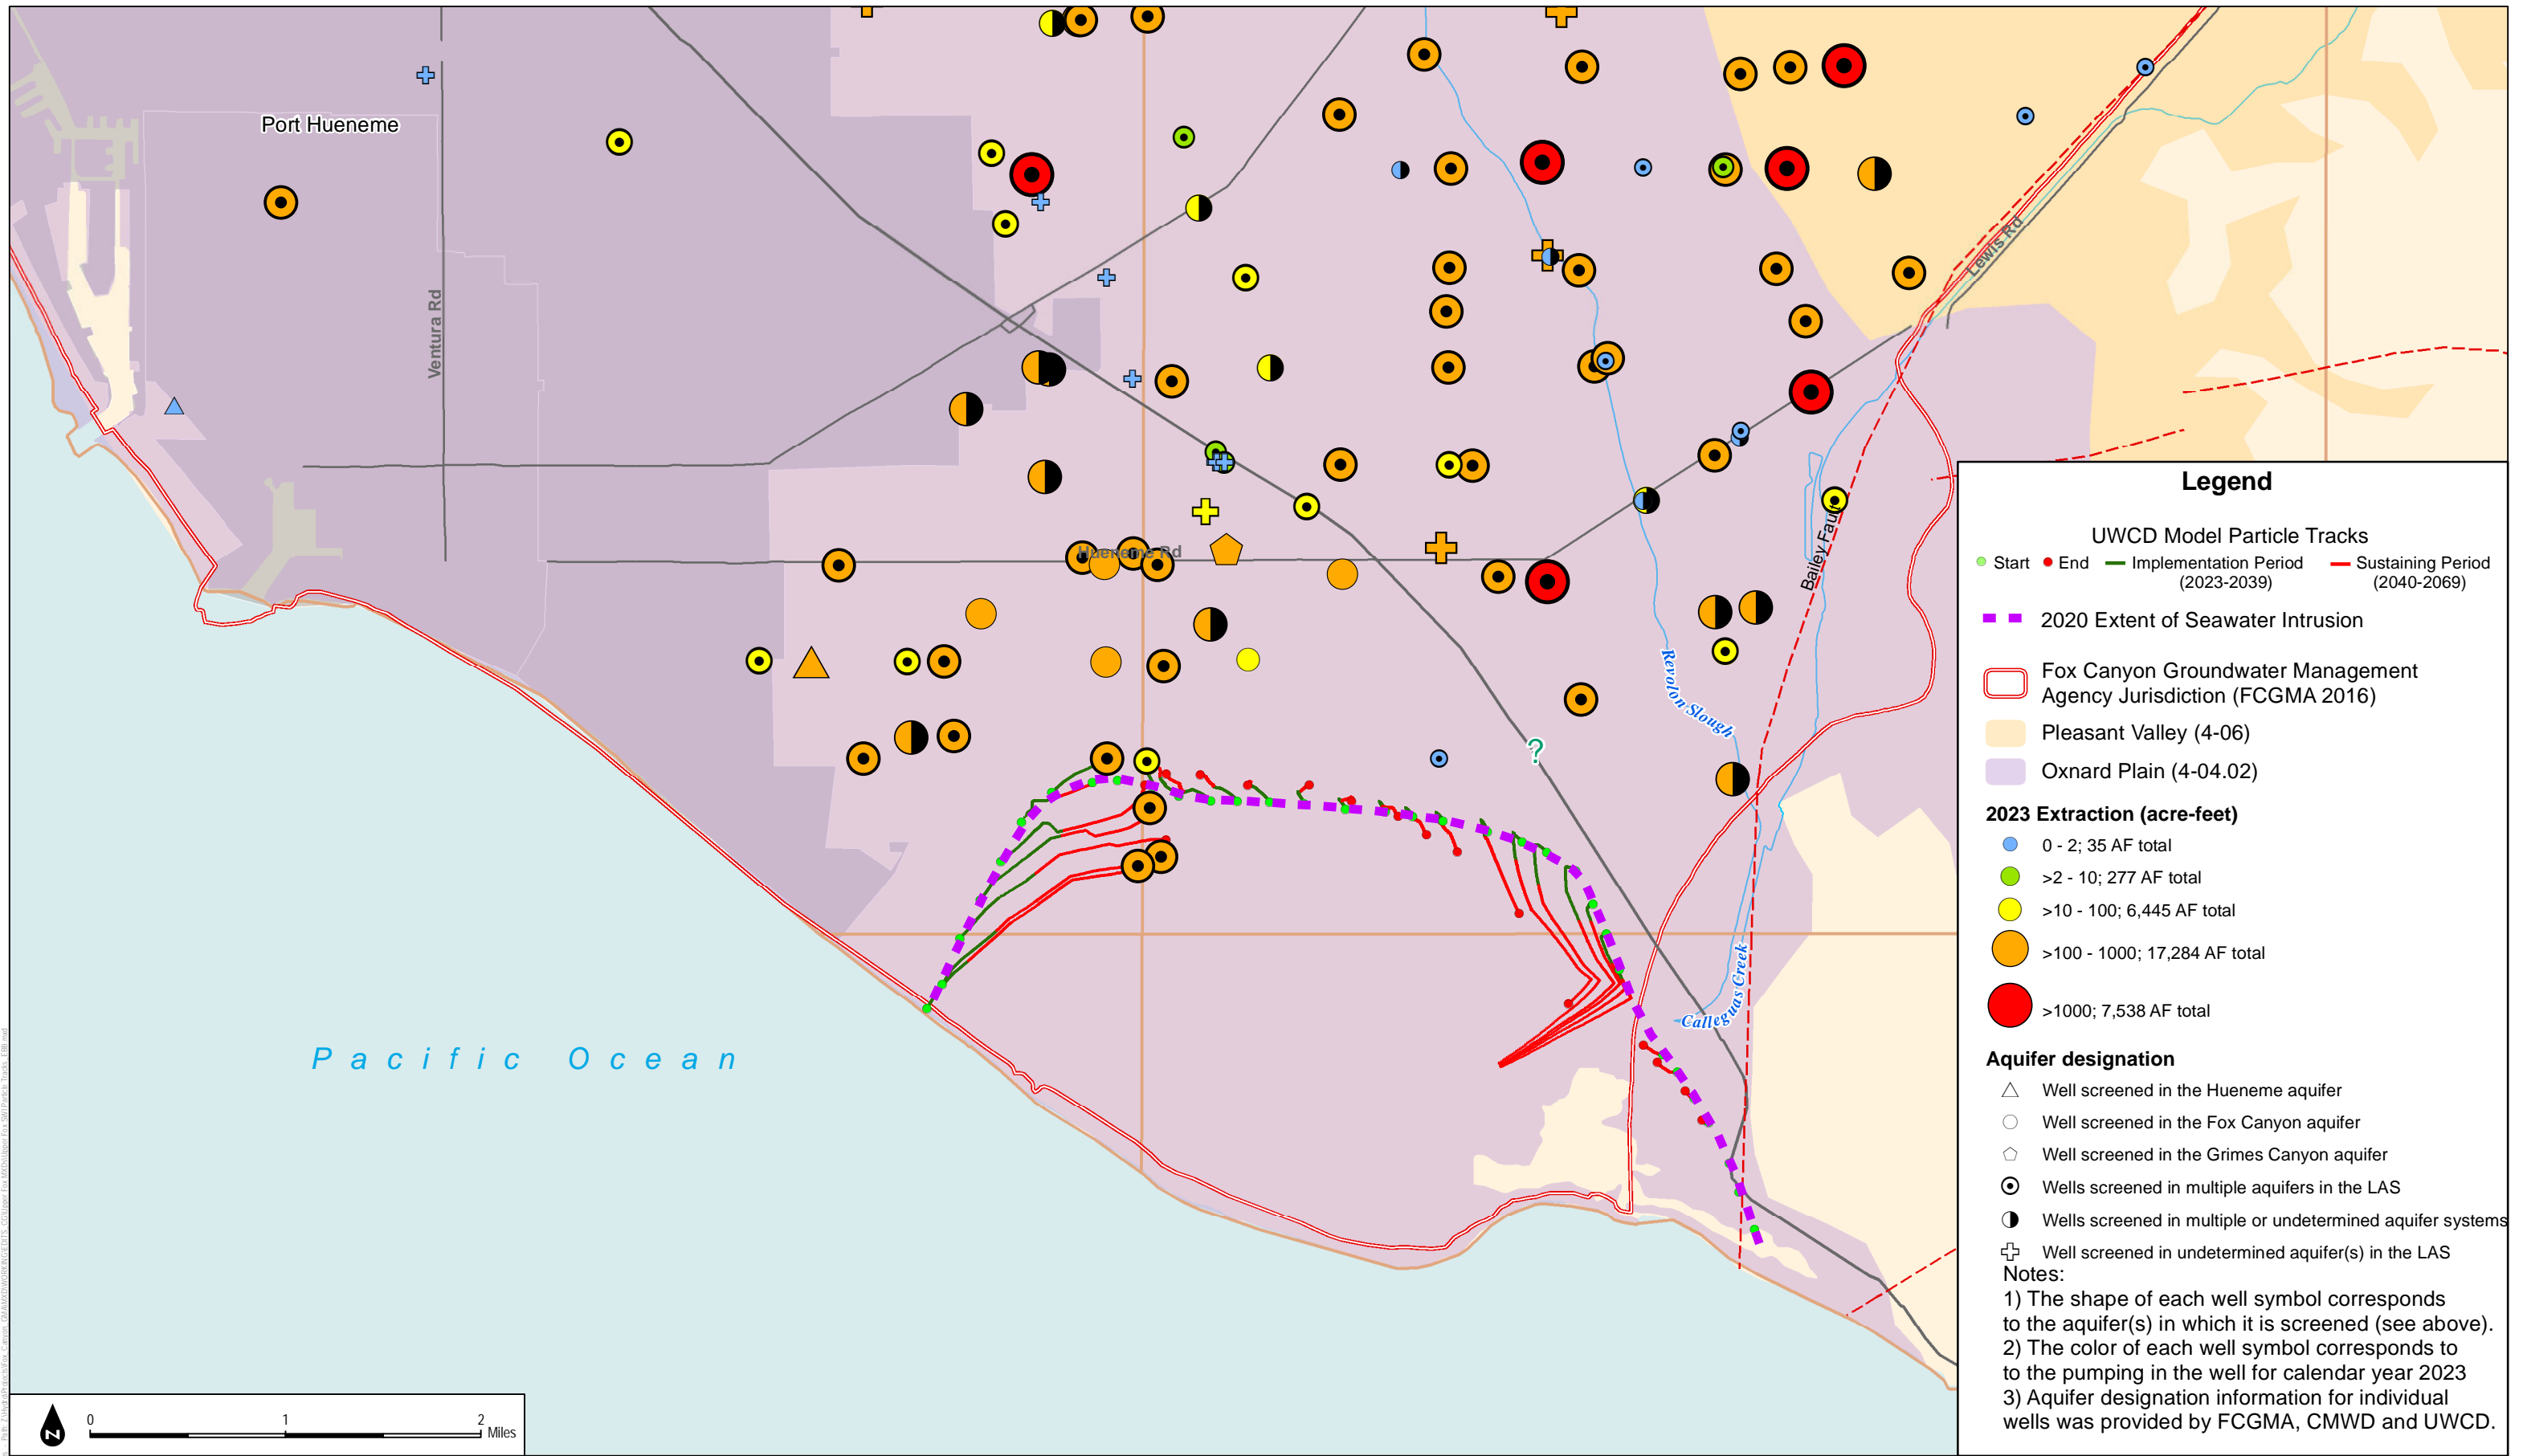 Port Hueneme
Ventura Rd
Lewis Rd
Hueneme Rd
Bailey Fault
Revolon Slough
?
Calleguas Creek
Pacific Ocean
0 1 2 Miles
N
Legend
UWCD Model Particle Tracks
Start End Implementation Period (2023-2039) Sustaining Period (2040-2069)
2020 Extent of Seawater Intrusion
Fox Canyon Groundwater Management
Agency Jurisdiction (FCGMA 2016)
Pleasant Valley (4-06)
Oxnard Plain (4-04.02)
2023 Extraction (acre-feet)
0 - 2; 35 AF total
>2 - 10; 277 AF total
>10 - 100; 6,445 AF total
>100 - 1000; 17,284 AF total
>1000; 7,538 AF total
Aquifer designation
Well screened in the Hueneme aquifer
Well screened in the Fox Canyon aquifer
Well screened in the Grimes Canyon aquifer
Wells screened in multiple aquifers in the LAS
Wells screened in multiple or undetermined aquifer systems
Well screened in undetermined aquifer(s) in the LAS
Notes:
1) The shape of each well symbol corresponds
to the aquifer(s) in which it is screened (see above).
2) The color of each well symbol corresponds to
to the pumping in the well for calendar year 2023
3) Aquifer designation information for individual
wells was provided by FCGMA, CMWD and UWCD.